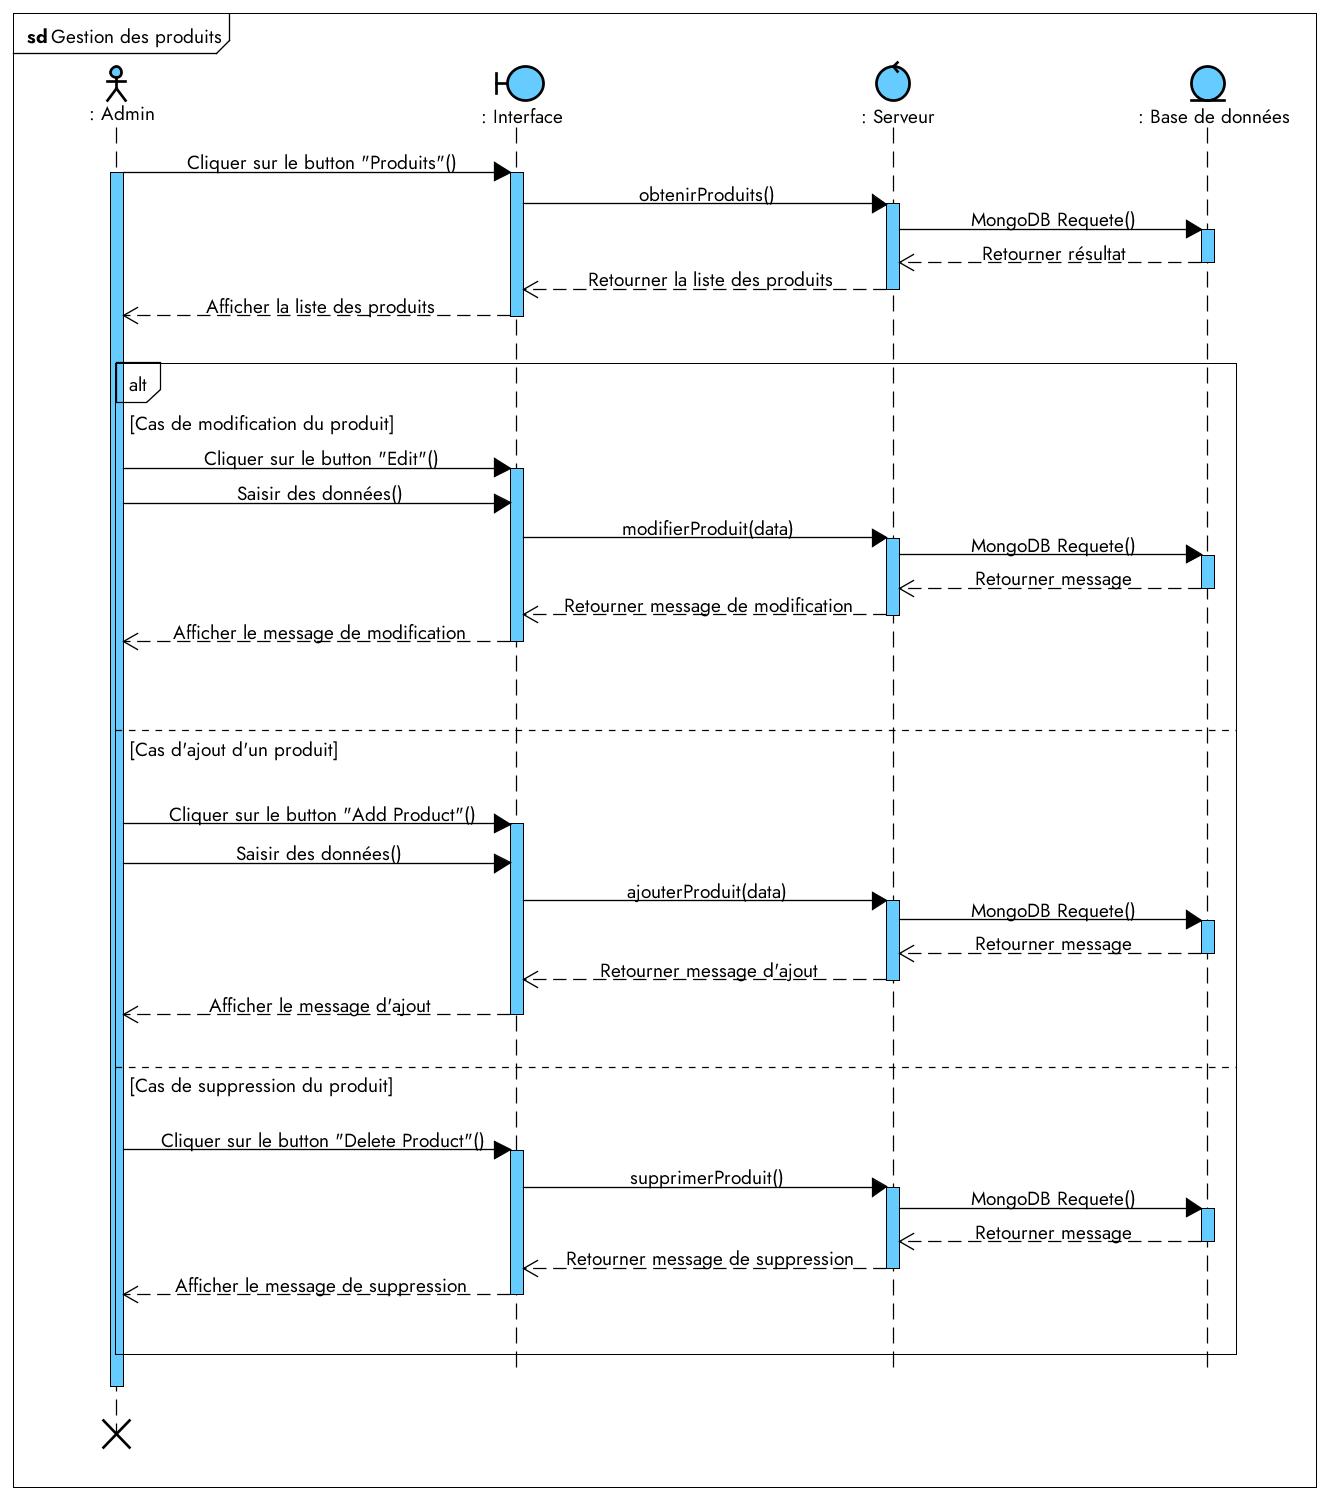 sd Gestion des produits
: Admin
: Interface
: Serveur
: Base de données
Cliquer sur le button "Produits"()
obtenirProduits()
MongoDB Requete()
Retourner résultat
Retourner la liste des produits
Afficher la liste des produits
alt
[Cas de modification du produit]
Cliquer sur le button "Edit"()
Saisir des données()
modifierProduit(data)
MongoDB Requete()
Retourner message
Retourner message de modification
Afficher le message de modification
[Cas d'ajout d'un produit]
Cliquer sur le button "Add Product"()
Saisir des données()
ajouterProduit(data)
MongoDB Requete()
Retourner message
Retourner message d'ajout
Afficher le message d'ajout
[Cas de suppression du produit]
Cliquer sur le button "Delete Product"()
supprimerProduit()
MongoDB Requete()
Retourner message
Retourner message de suppression
Afficher le message de suppression